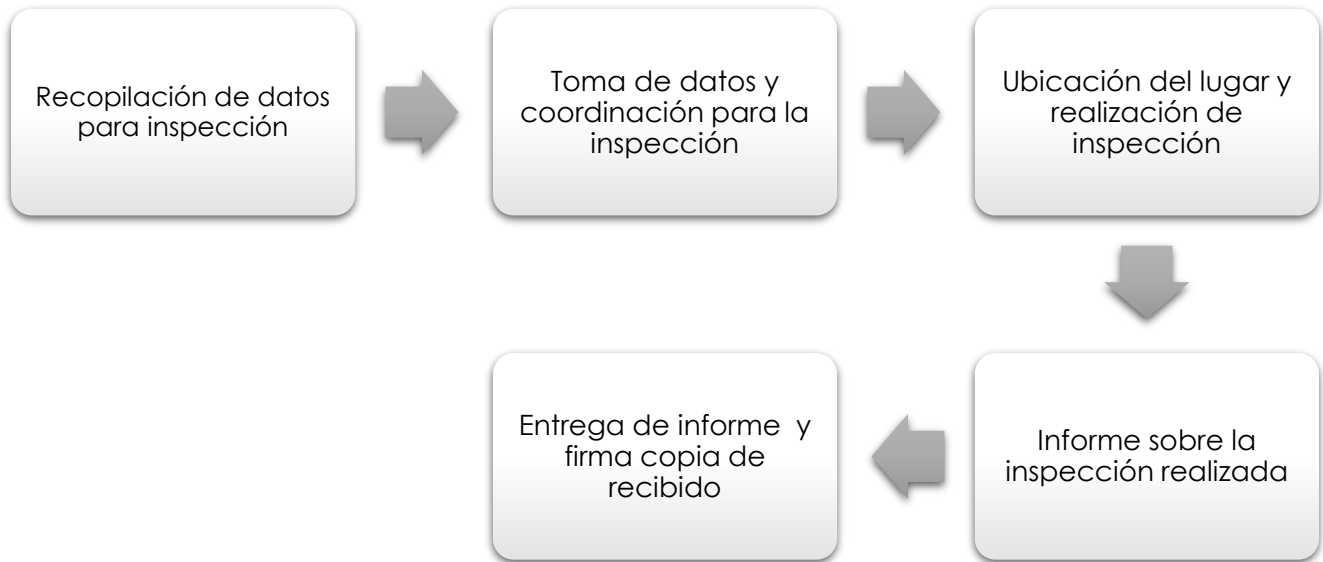 Recopilación de datos
para inspección
Toma de datos y
coordinación para la
inspección
Ubicación del lugar y
realización de
inspección
Informe sobre la
inspección realizada
Entrega de informe  y
firma copia de
recibido